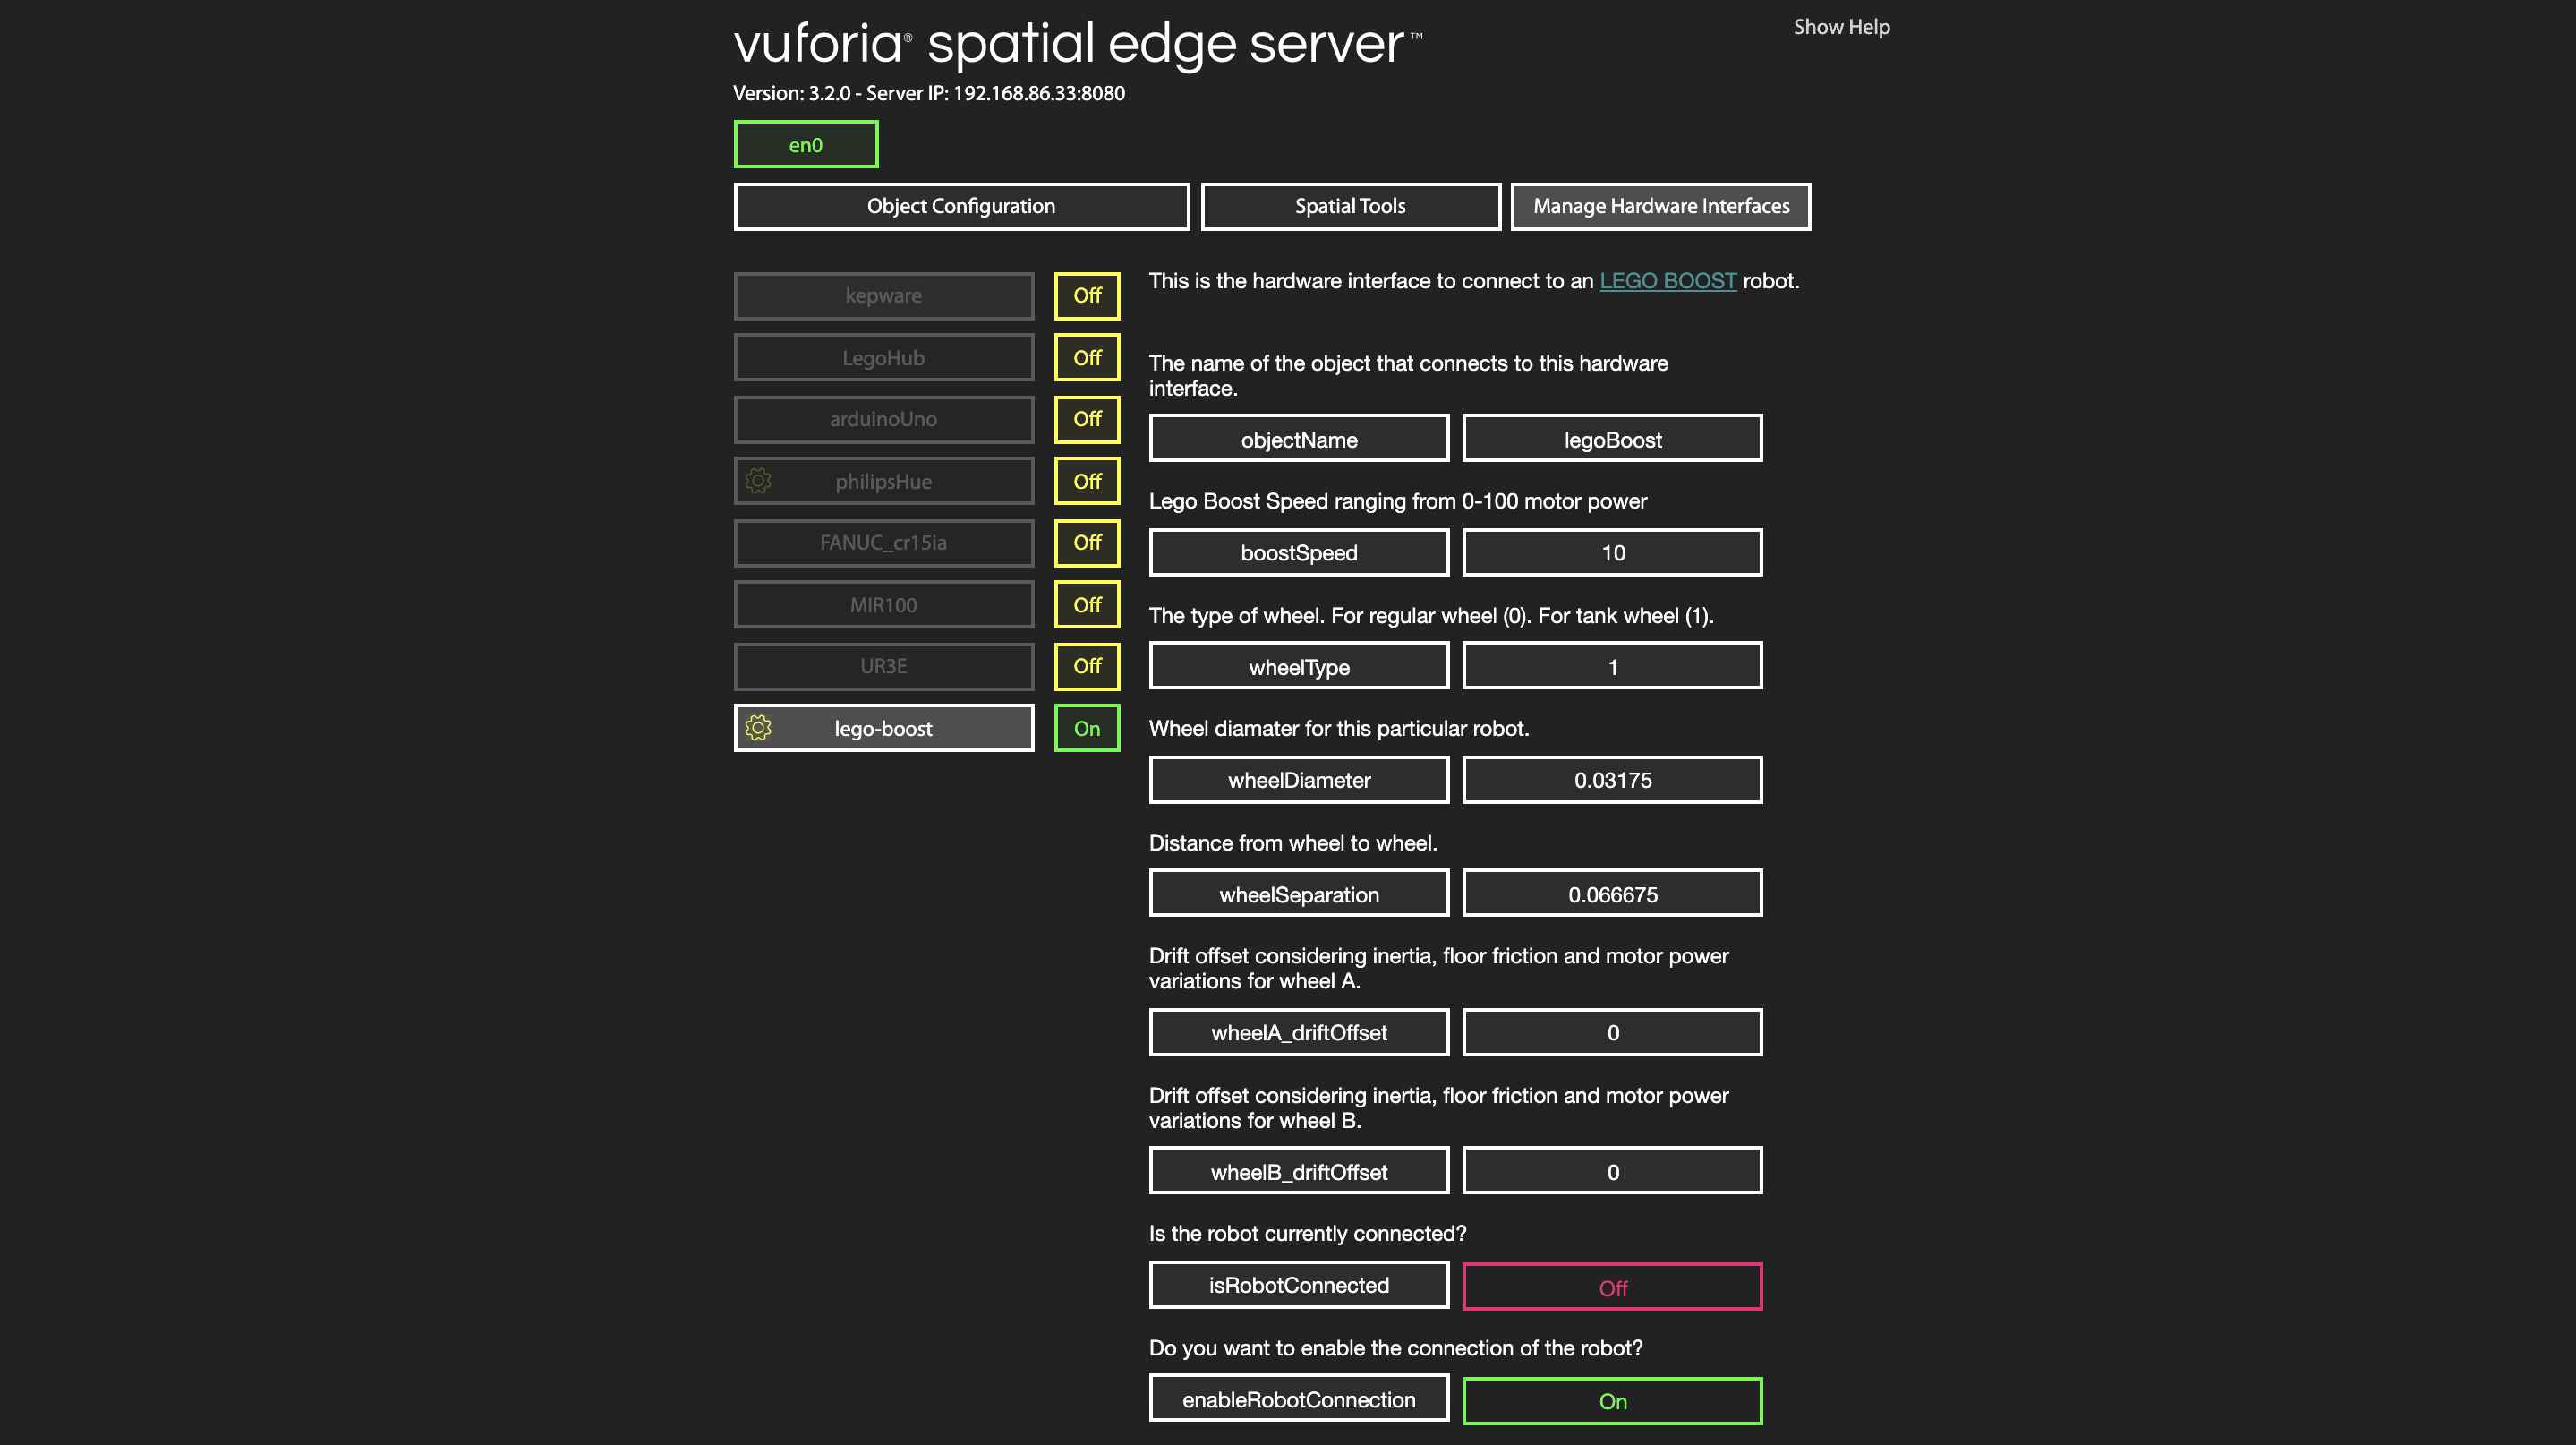 vuforia® spatial edge server™
Show Help
Version: 3.2.0 - Server IP: 192.168.86.33:8080
en0
Object Configuration
Spatial Tools
Manage Hardware Interfaces
kepware
Off
LegoHub
Off
arduinoUno
Off
philipsHue
Off
FANUC_cr15ia
Off
MIR100
Off
UR3E
Off
lego-boost
On
This is the hardware interface to connect to an LEGO BOOST robot.
The name of the object that connects to this hardware
interface.
objectName
legoBoost
Lego Boost Speed ranging from 0-100 motor power
boostSpeed
10
The type of wheel. For regular wheel (0). For tank wheel (1).
wheelType
1
Wheel diamater for this particular robot.
wheelDiameter
0.03175
Distance from wheel to wheel.
wheelSeparation
0.066675
Drift offset considering inertia, floor friction and motor power
variations for wheel A.
wheelA_driftOffset
0
Drift offset considering inertia, floor friction and motor power
variations for wheel B.
wheelB_driftOffset
0
Is the robot currently connected?
isRobotConnected
Off
Do you want to enable the connection of the robot?
enableRobotConnection
On